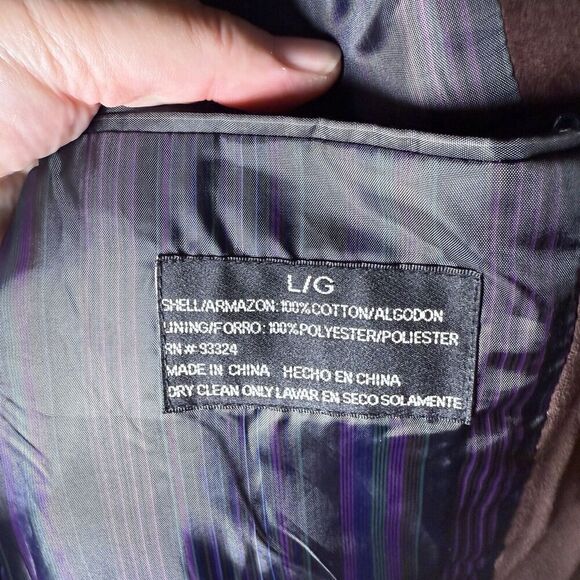 L/G
SHELL/ARMAZON: 100% COTTON/ALGODON
LINING/FORRO: 100% POLYESTER/POLIESTER
RN # 93324
MADE IN CHINA HECHO EN CHINA
DRY CLEAN ONLY LAVAR EN SECO SOLAMENTE